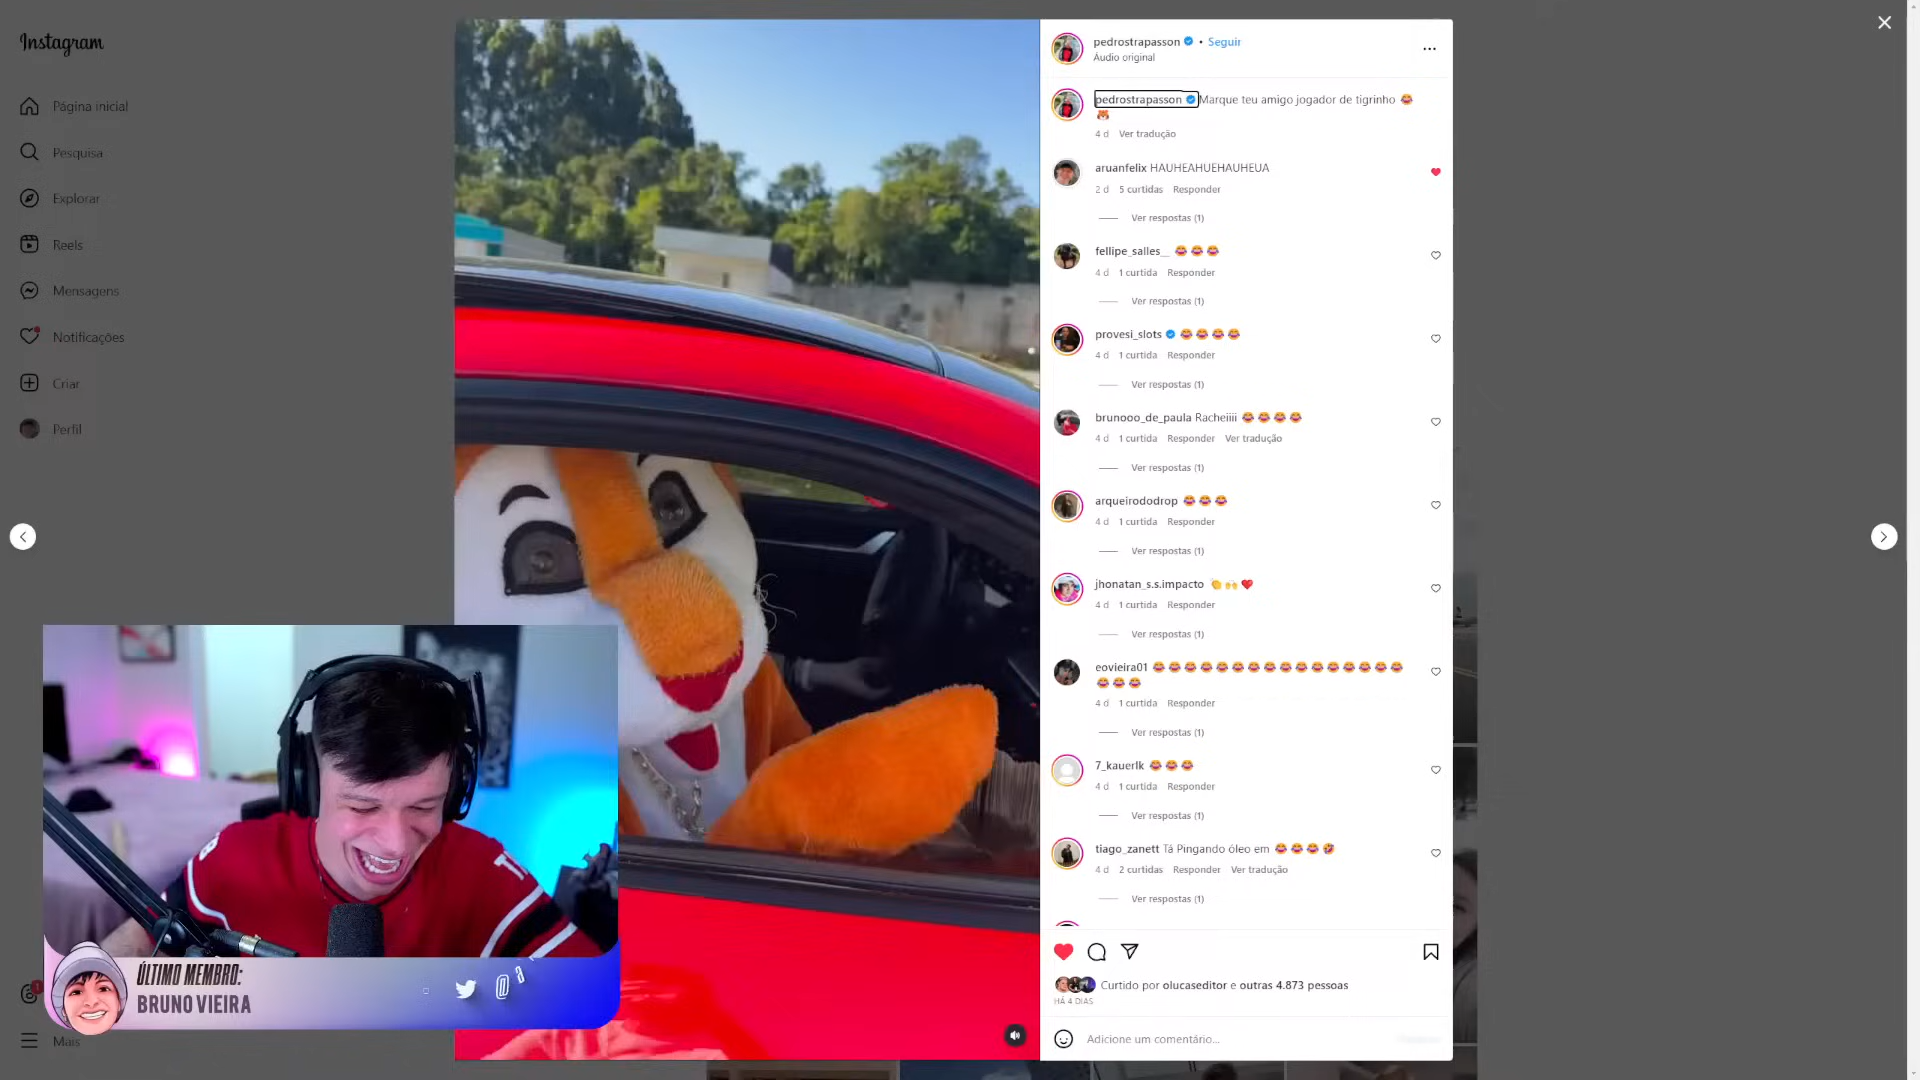 Instagram
Página inicial
Pesquisa
Explorar
Reels
Mensagens
Notificações
Criar
Perfil
Mais
ÚLTIMO MEMBRO:
BRUNO VIEIRA
@a
pedrostrapasson • Seguir
Áudio original
pedrostrapasson Marque teu amigo jogador de tigrinho 😂
🐯
4 d Ver tradução
aruanfelix HAUHEAHUEHAUHEUA
2 d 5 curtidas Responder
Ver respostas (1)
fellipe_salles__ 😂😂😂
4 d 1 curtida Responder
Ver respostas (1)
provesi_slots 😂😂😂😂
4 d 1 curtida Responder
Ver respostas (1)
brunooo_de_paula Racheiiii 😂😂😂😂
4 d 1 curtida Responder Ver tradução
Ver respostas (1)
arqueirododrop 😂😂😂
4 d 1 curtida Responder
Ver respostas (1)
jhonatan_s.s.impacto 👏🙌❤️
4 d 1 curtida Responder
Ver respostas (1)
eovieira01 😂😂😂😂😂😂😂😂😂😂😂😂😂😂😂😂
😂😂😂
4 d 1 curtida Responder
Ver respostas (1)
7_kauerlk 😂😂😂
4 d 1 curtida Responder
Ver respostas (1)
tiago_zanett Tá Pingando óleo em 😂😂😂🤣
4 d 2 curtidas Responder Ver tradução
Ver respostas (1)
Curtido por olucaseditor e outras 4.873 pessoas
HÁ 4 DIAS
Adicione um comentário...